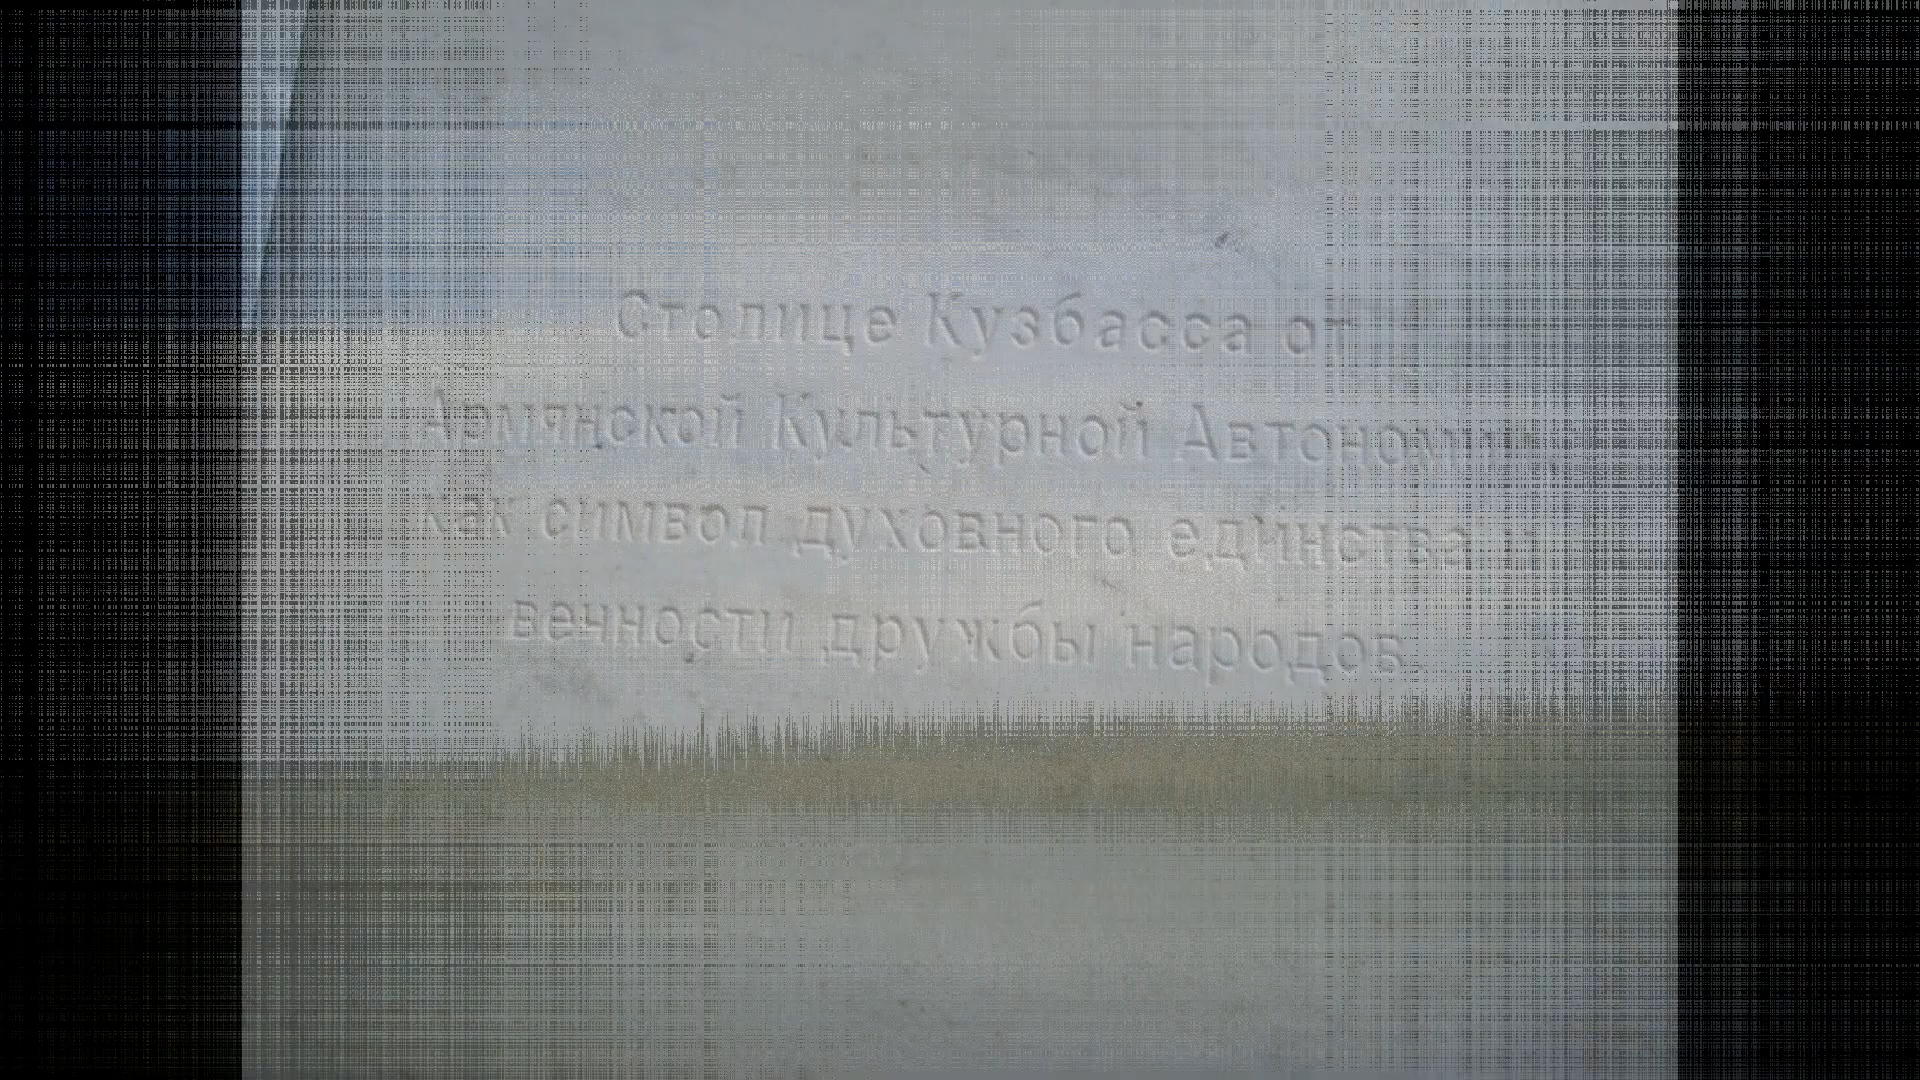 Столице Кузбасса от
Армянской Культурной Автономии
как символ духовного единства и
вечности дружбы народов